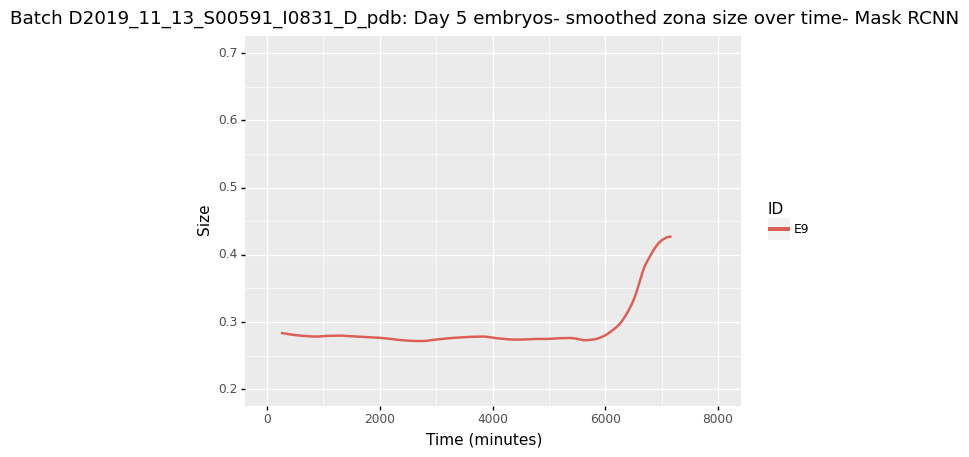 Batch D2019_11_13_S00591_I0831_D_pdb: Day 5 embryos- smoothed zona size over time- Mask RCNN
0.7
0.6
0.5
0.4
0.3
0.2
Size
0 2000 4000 6000 8000
Time (minutes)
ID
E9